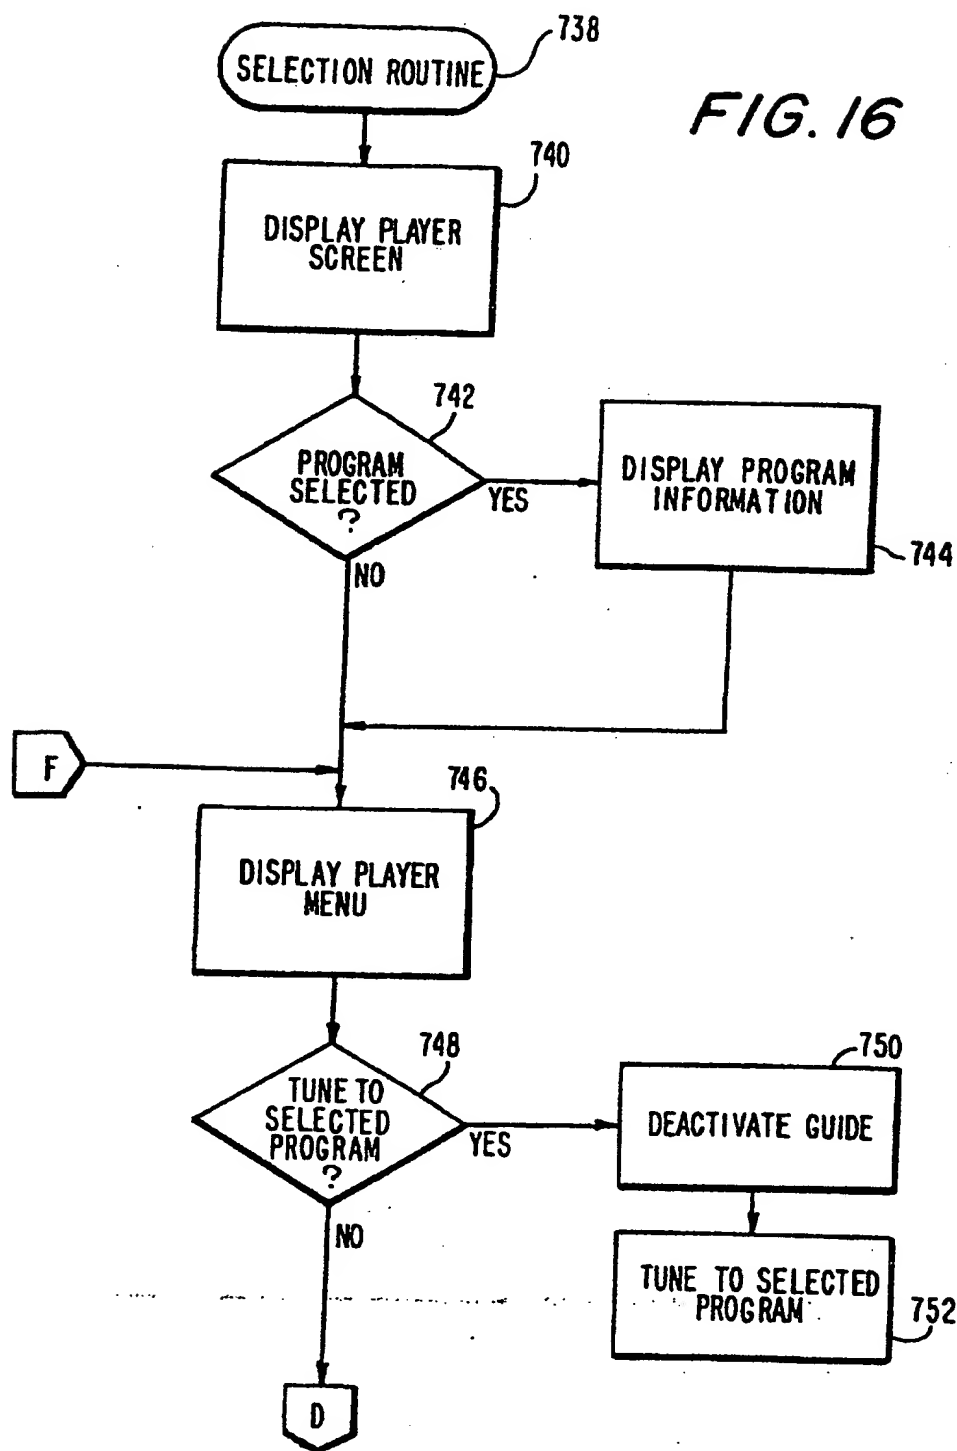 738
SELECTION ROUTINE
FIG. 16
740
DISPLAY PLAYER
SCREEN
742
PROGRAM
SELECTED
?
YES
NO
DISPLAY PROGRAM
INFORMATION
744
F
746
DISPLAY PLAYER
MENU
748
TUNE TO
SELECTED
PROGRAM
?
YES
NO
750
DEACTIVATE GUIDE
TUNE TO SELECTED
PROGRAM
752
D